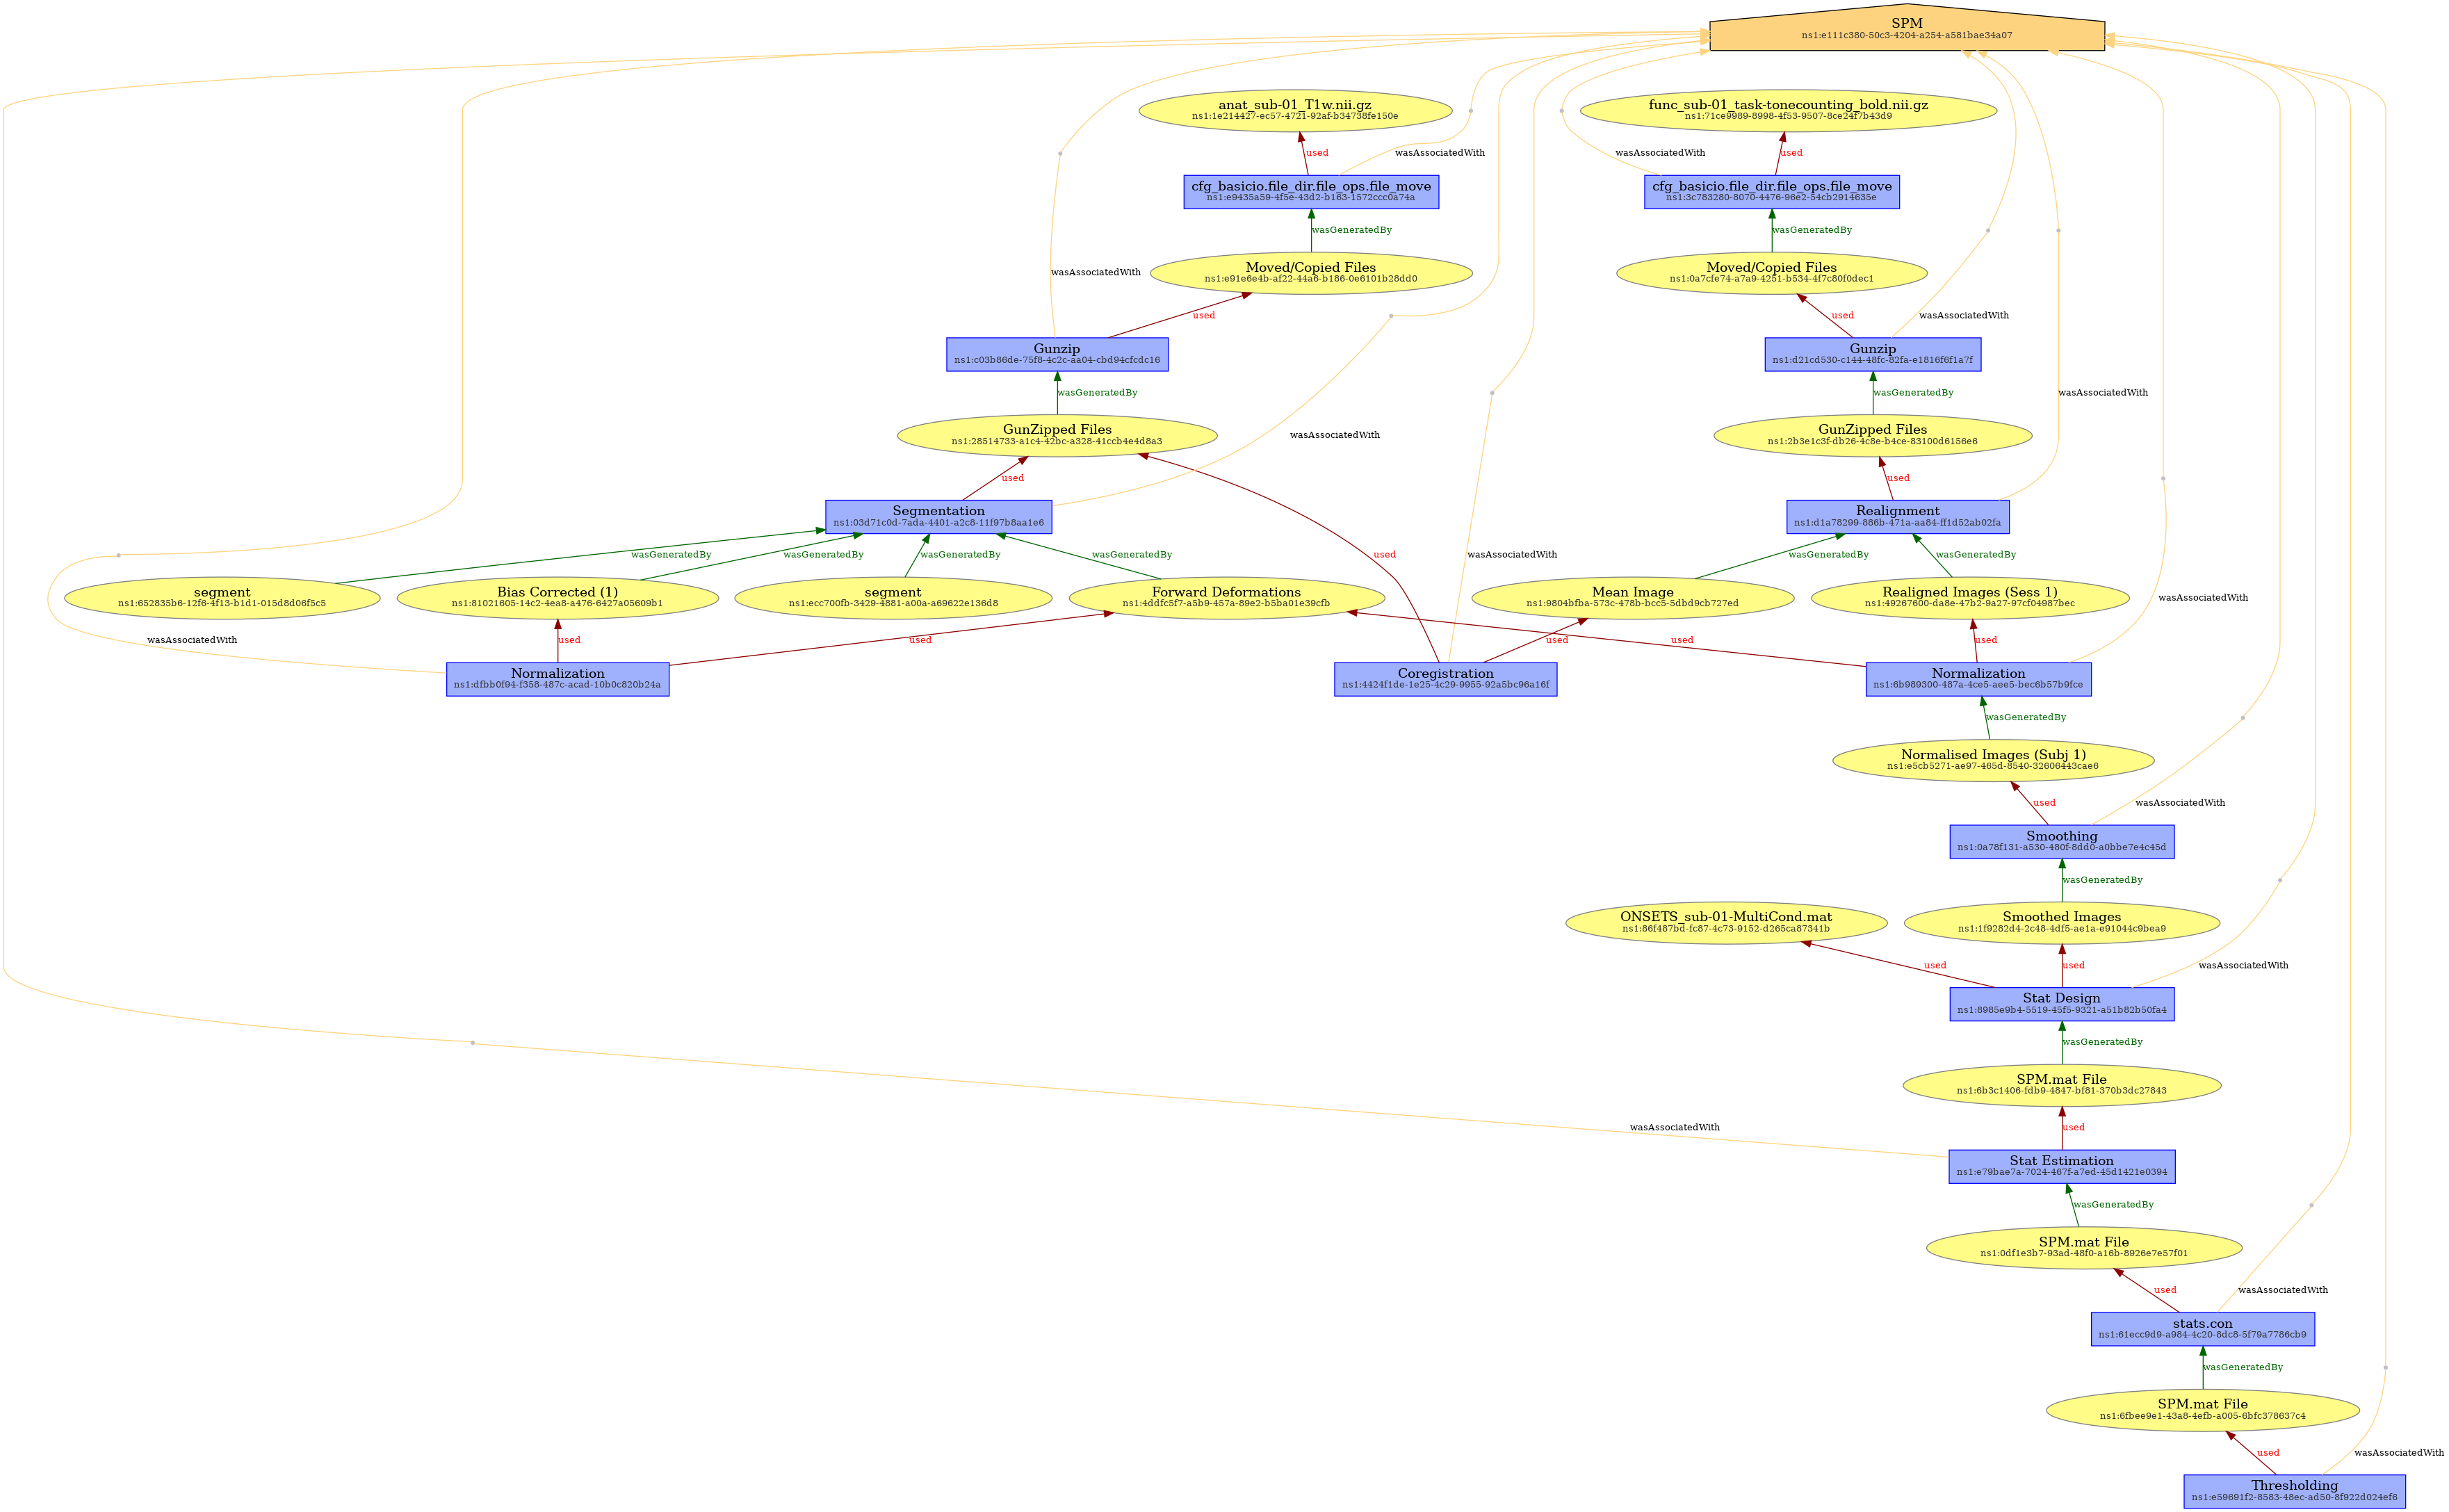 SPM
ns1:e111c380-50c3-4204-a254-a581bae34a07
anat_sub-01_T1w.nii.gz
ns1:1e214427-ec57-4721-92af-b34738fe150e
func_sub-01_task-tonecounting_bold.nii.gz
ns1:71ce9989-8998-4f53-9507-8ce24f7b43d9
used
wasAssociatedWith
wasAssociatedWith
used
cfg_basicio.file_dir.file_ops.file_move
ns1:e9435a59-4f5e-43d2-b163-1572ccc0a74a
cfg_basicio.file_dir.file_ops.file_move
ns1:3c783280-8070-4476-96e2-54cb2914635e
wasGeneratedBy
wasGeneratedBy
wasAssociatedWith
Moved/Copied Files
ns1:e91e6e4b-af22-44a6-b186-0e6101b28dd0
Moved/Copied Files
ns1:0a7cfe74-a7a9-4251-b534-4f7c80f0dec1
used
used
wasAssociatedWith
Gunzip
ns1:c03b86de-75f8-4c2c-aa04-cbd94cfcdc16
Gunzip
ns1:d21cd530-c144-48fc-82fa-e1816f6f1a7f
wasGeneratedBy
wasGeneratedBy
wasAssociatedWith
GunZipped Files
ns1:28514733-a1c4-42bc-a328-41ccb4e4d8a3
wasAssociatedWith
GunZipped Files
ns1:2b3e1c3f-db26-4c8e-b4ce-83100d6156e6
used
used
Segmentation
ns1:03d71c0d-7ada-4401-a2c8-11f97b8aa1e6
Realignment
ns1:d1a78299-886b-471a-aa84-ff1d52ab02fa
wasGeneratedBy
wasGeneratedBy
wasGeneratedBy
wasGeneratedBy
used
wasAssociatedWith
wasGeneratedBy
wasGeneratedBy
segment
ns1:652835b6-12f6-4f13-b1d1-015d8d06f5c5
Bias Corrected (1)
ns1:81021605-14c2-4ea8-a476-6427a05609b1
segment
ns1:ecc700fb-3429-4881-a00a-a69622e136d8
Forward Deformations
ns1:4ddfc5f7-a5b9-457a-89e2-b5ba01e39cfb
Mean Image
ns1:9804bfba-573c-478b-bcc5-5dbd9cb727ed
Realigned Images (Sess 1)
ns1:49267600-da8e-47b2-9a27-97cf04987bec
wasAssociatedWith
wasAssociatedWith
used
used
used
used
used
Normalization
ns1:dfbb0f94-f358-487c-acad-10b0c820b24a
Coregistration
ns1:4424f1de-1e25-4c29-9955-92a5bc96a16f
Normalization
ns1:6b989300-487a-4ce5-aee5-bec6b57b9fce
wasGeneratedBy
Normalised Images (Subj 1)
ns1:e5cb5271-ae97-465d-8540-32606443cae6
used
wasAssociatedWith
Smoothing
ns1:0a78f131-a530-480f-8dd0-a0bbe7e4c45d
wasGeneratedBy
ONSETS_sub-01-MultiCond.mat
ns1:86f487bd-fc87-4c73-9152-d265ca87341b
Smoothed Images
ns1:1f9282d4-2c48-4df5-ae1a-e91044c9bea9
used
used
wasAssociatedWith
Stat Design
ns1:8985e9b4-5519-45f5-9321-a51b82b50fa4
wasGeneratedBy
SPM.mat File
ns1:6b3c1406-fdb9-4847-bf81-370b3dc27843
wasAssociatedWith
used
Stat Estimation
ns1:e79bae7a-7024-467f-a7ed-45d1421e0394
wasGeneratedBy
SPM.mat File
ns1:0df1e3b7-93ad-48f0-a16b-8926e7e57f01
used
wasAssociatedWith
stats.con
ns1:61ecc9d9-a984-4c20-8dc8-5f79a7786cb9
wasGeneratedBy
SPM.mat File
ns1:6fbee9e1-43a8-4efb-a005-6bfc378637c4
used
wasAssociatedWith
Thresholding
ns1:e59691f2-8583-48ec-ad50-8f922d024ef6